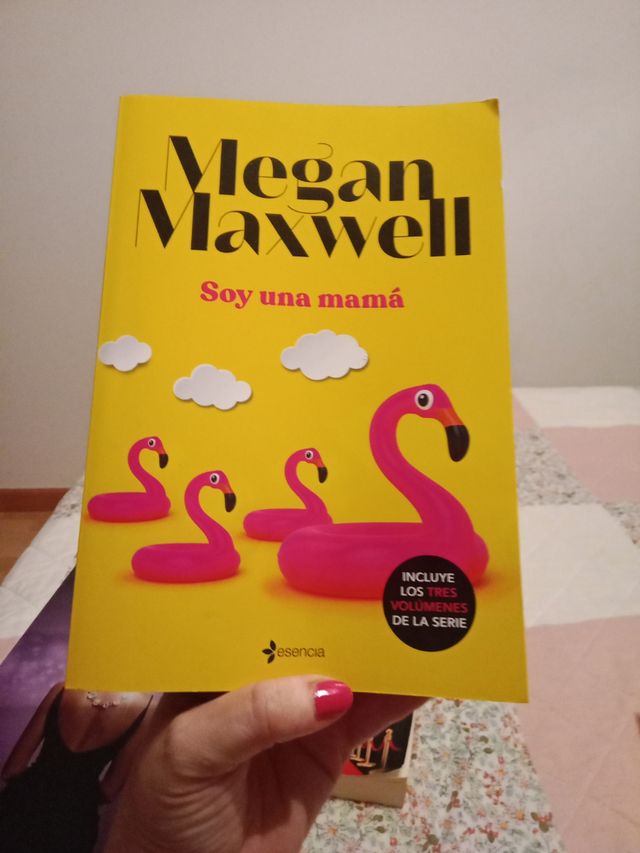 Megan
Maxwell
Soy una mamá
INCLUYE
LOS TRES
VOLÚMENES
DE LA SERIE
esencia